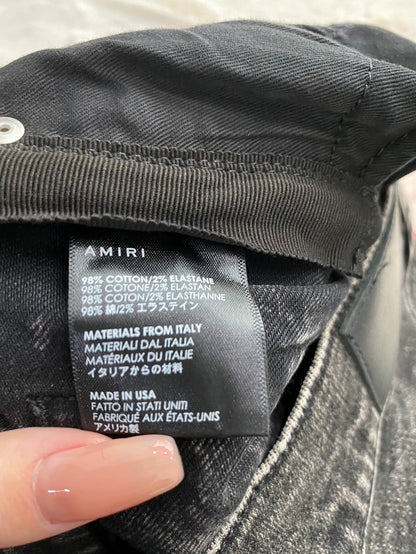 AMIRI
98% COTTON/2% ELASTANE
98% COTONE/2% ELASTAN
98% COTTON/2% ELASTHANNE
98% 綿/2% エラステイン
MATERIALS FROM ITALY
MATERIALI DAL ITALIA
MATÉRIAUX DU ITALIE
イタリアからの材料
MADE IN USA
FATTO IN STATI UNITI
FABRIQUÉ AUX ÉTATS-UNIS
アメリカ製